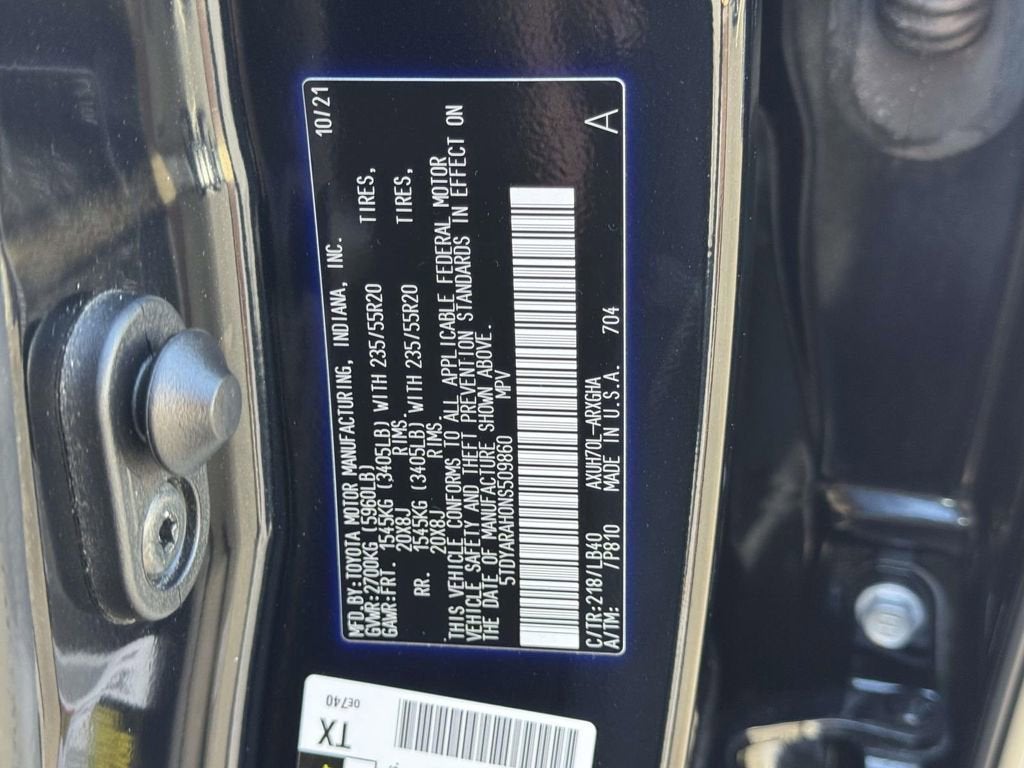 MFD.BY:TOYOTA MOTOR MANUFACTURING, INDIANA, INC. 10/21
GVWR:2700KG (5960LB)
GAWR:FRT. 1545KG (3405LB) WITH 235/55R20 TIRES,
20X8J RIMS.
RR. 1545KG (3405LB) WITH 235/55R20 TIRES,
20X8J RIMS
THIS VEHICLE CONFORMS TO ALL APPLICABLE FEDERAL MOTOR
VEHICLE SAFETY AND THEFT PREVENTION STANDARDS IN EFFECT ON
THE DATE OF MANUFACTURE SHOWN ABOVE.
5TDYARAH0NS509860 MPV
C/TR:218/LB40 AXUH70L-ARXGHA A
A/TM: /P810 MADE IN U.S.A. 704
TX
0E740